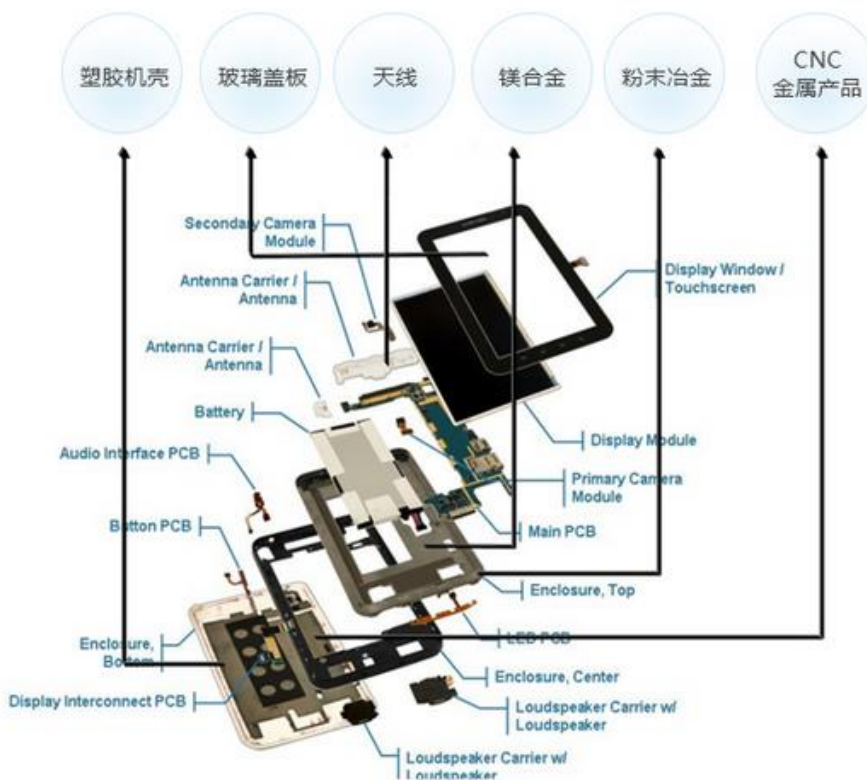 塑胶机壳
玻璃盖板
天线
镁合金
粉末冶金
CNC
金属产品
Secondary Camera
Module
Display Window /
Touchscreen
Antenna Carrier /
Antenna
Antenna Carrier /
Antenna
Battery
Display Module
Audio Interface PCB
Primary Camera
Module
Button PCB
Main PCB
Enclosure, Top
LED PCB
Enclosure,
Bottom
Enclosure, Center
Display Interconnect PCB
Loudspeaker Carrier w/
Loudspeaker
Loudspeaker Carrier w/
Loudspeaker